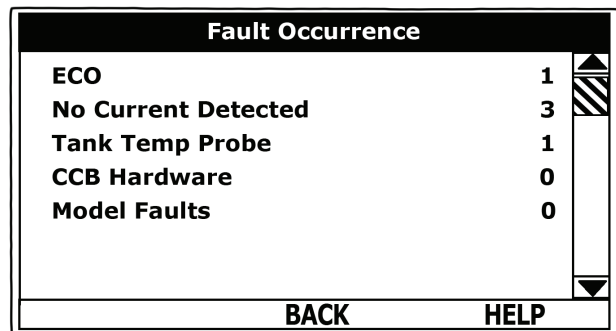 Fault Occurrence
ECO 1
No Current Detected 3
Tank Temp Probe 1
CCB Hardware 0
Model Faults 0
BACK HELP